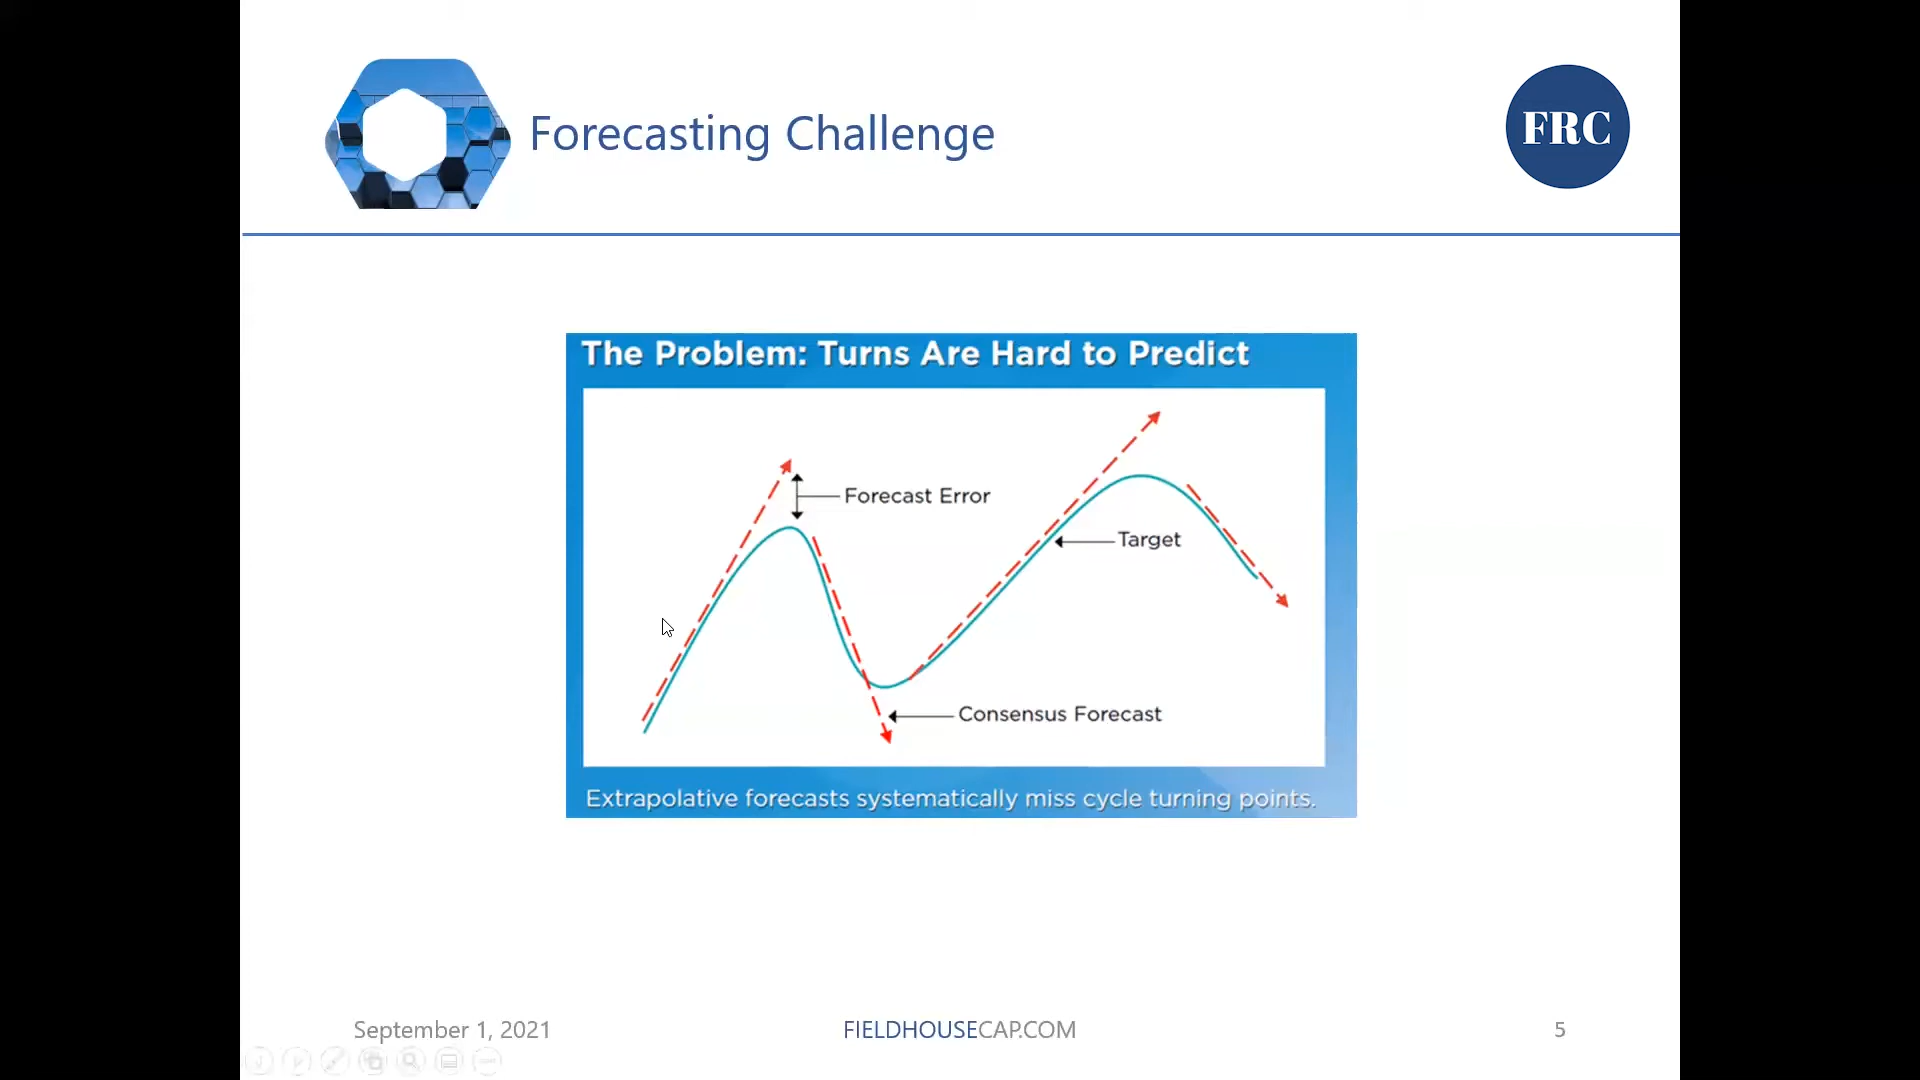 Forecasting Challenge
FRC
The Problem: Turns Are Hard to Predict
Forecast Error
Target
Consensus Forecast
Extrapolative forecasts systematically miss cycle turning points.
September 1, 2021
FIELDHOUSECAP.COM
5